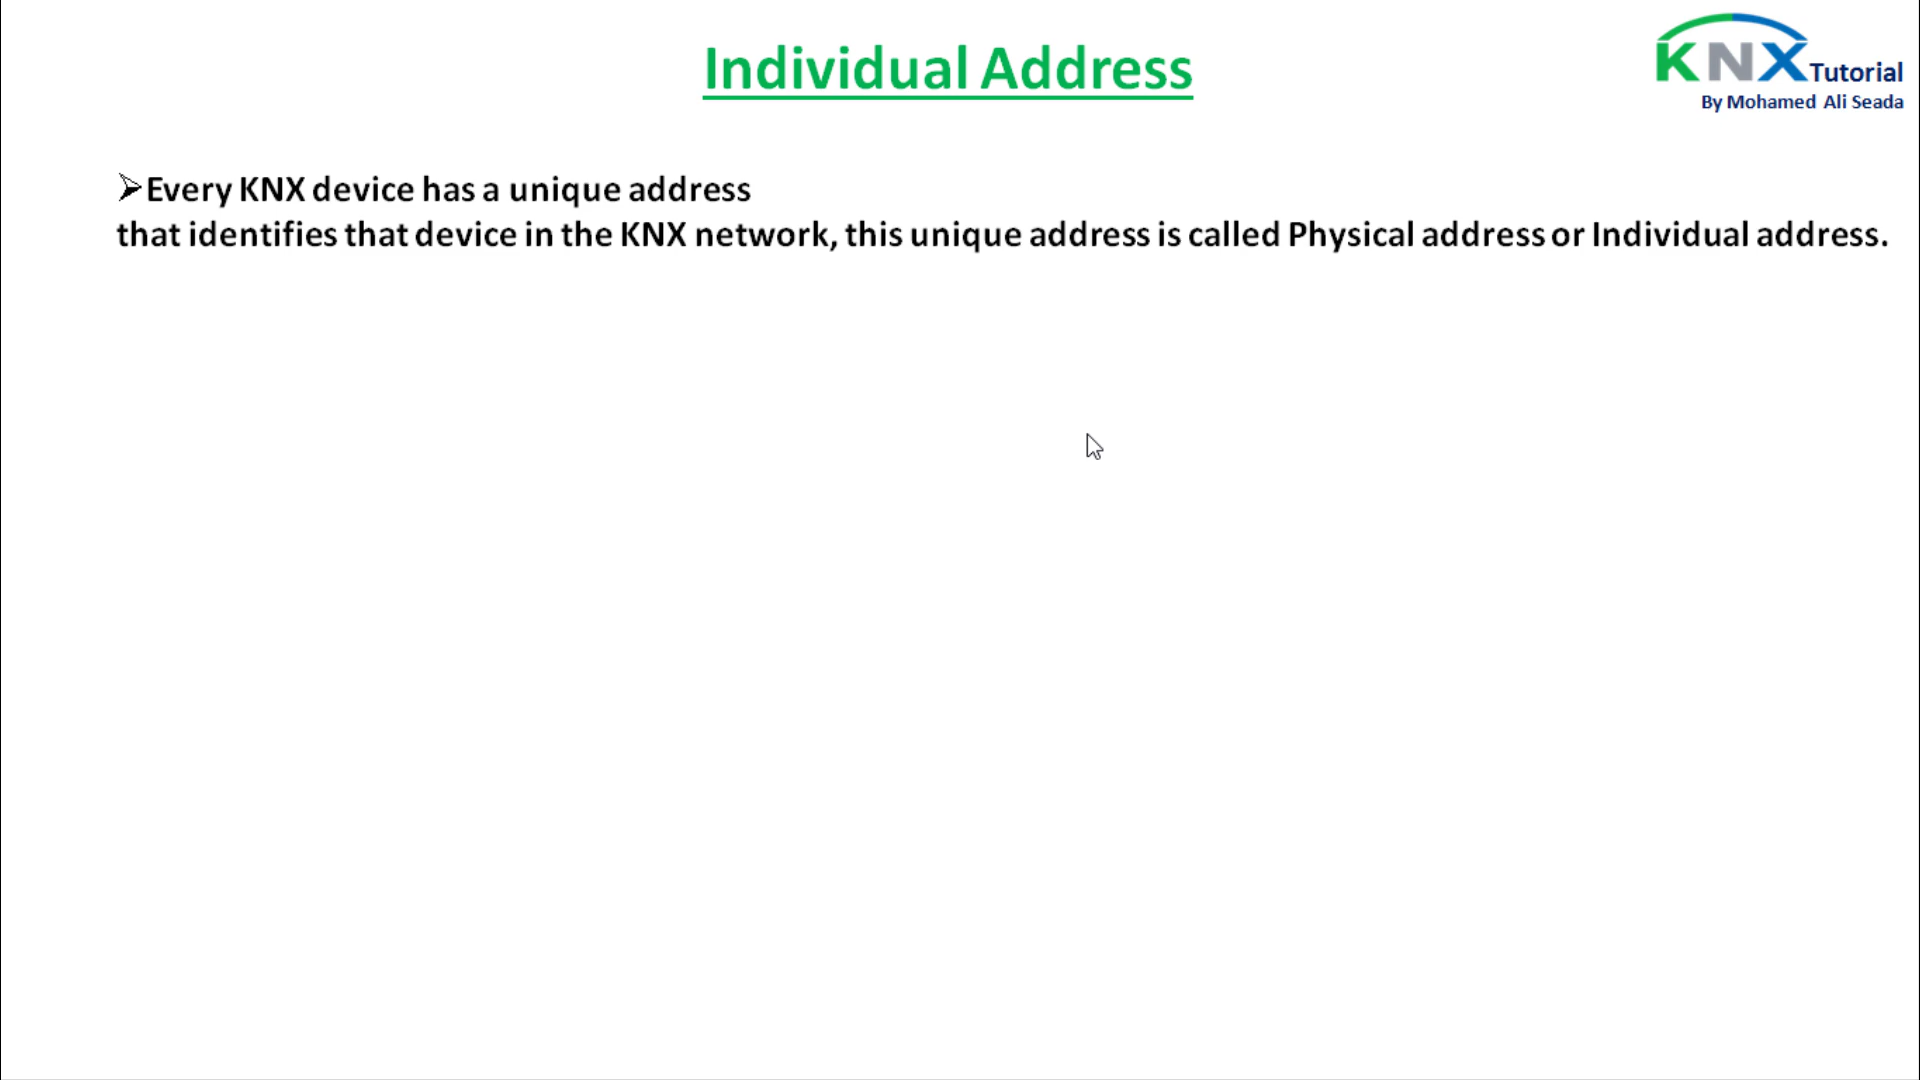 Individual Address
KNX Tutorial
By Mohamed Ali Seada
➢Every KNX device has a unique address
that identifies that device in the KNX network, this unique address is called Physical address or Individual address.